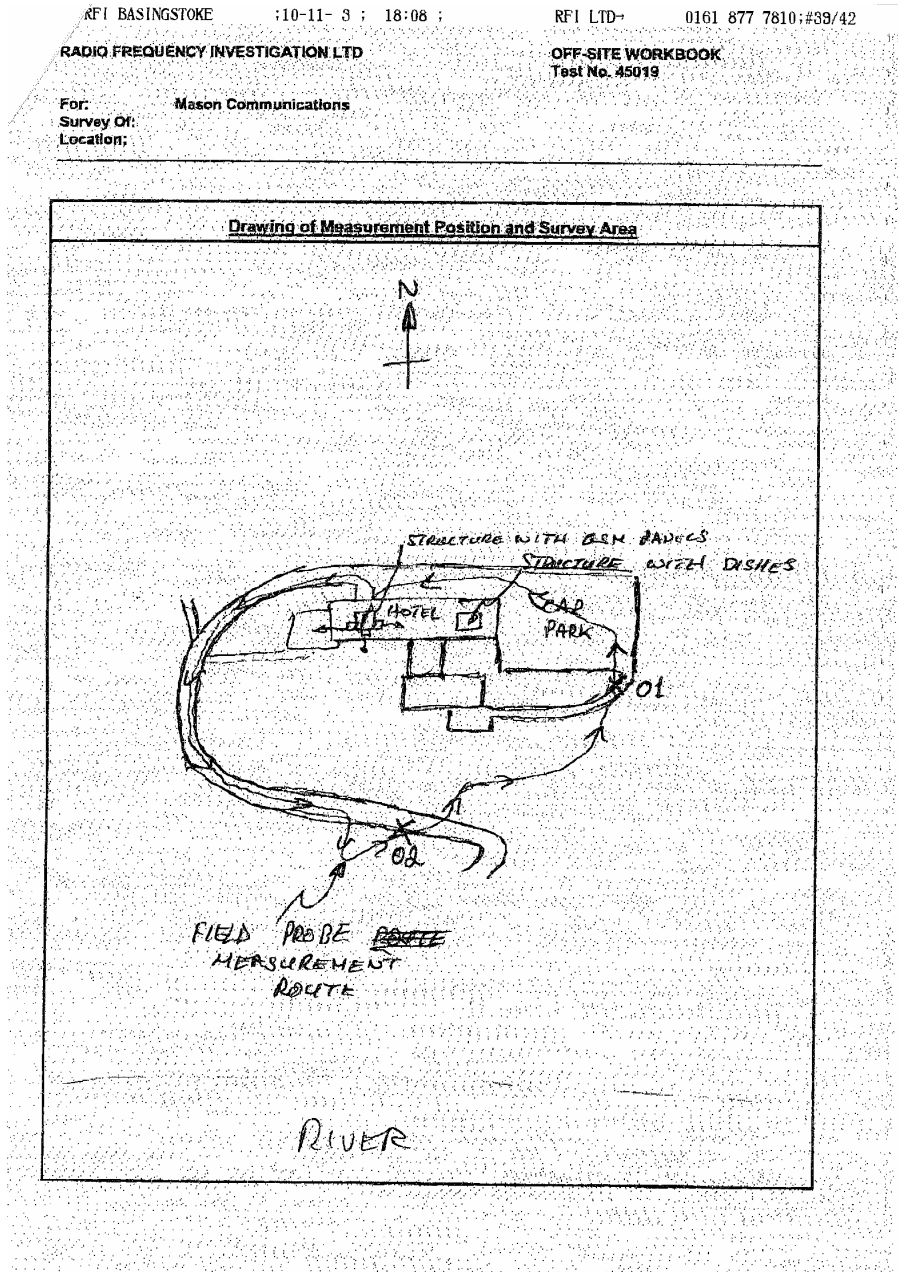 RFI BASINGSTOKE ;10-11- 3 ; 18:08 ; RFI LTD→ 0161 877 7810;#39/42
RADIO FREQUENCY INVESTIGATION LTD
OFF-SITE WORKBOOK
Test No. 45019
For: Mason Communications
Survey Of:
Location:
Drawing of Measurement Position and Survey Area
N
STRUCTURE WITH GSM PANELS
STRUCTURE WITH DISHES
HOTEL
CAR
PARK
01
02
FIELD PROBE ROUTE
MEASUREMENT
ROUTE
RIVER